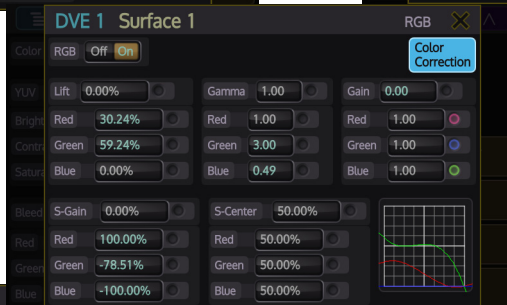 DVE 1 Surface 1 RGB
Color RGB Off On Color Correction
YUV Lift 0.00% Gamma 1.00 Gain 0.00
Bright Red 30.24% Red 1.00 Red 1.00
Contr Green 59.24% Green 3.00 Green 1.00
Satur Blue 0.00% Blue 0.49 Blue 1.00
Bleed S-Gain 0.00% S-Center 50.00%
Red Red 100.00% Red 50.00%
Green Green -78.51% Green 50.00%
Blue Blue -100.00% Blue 50.00%